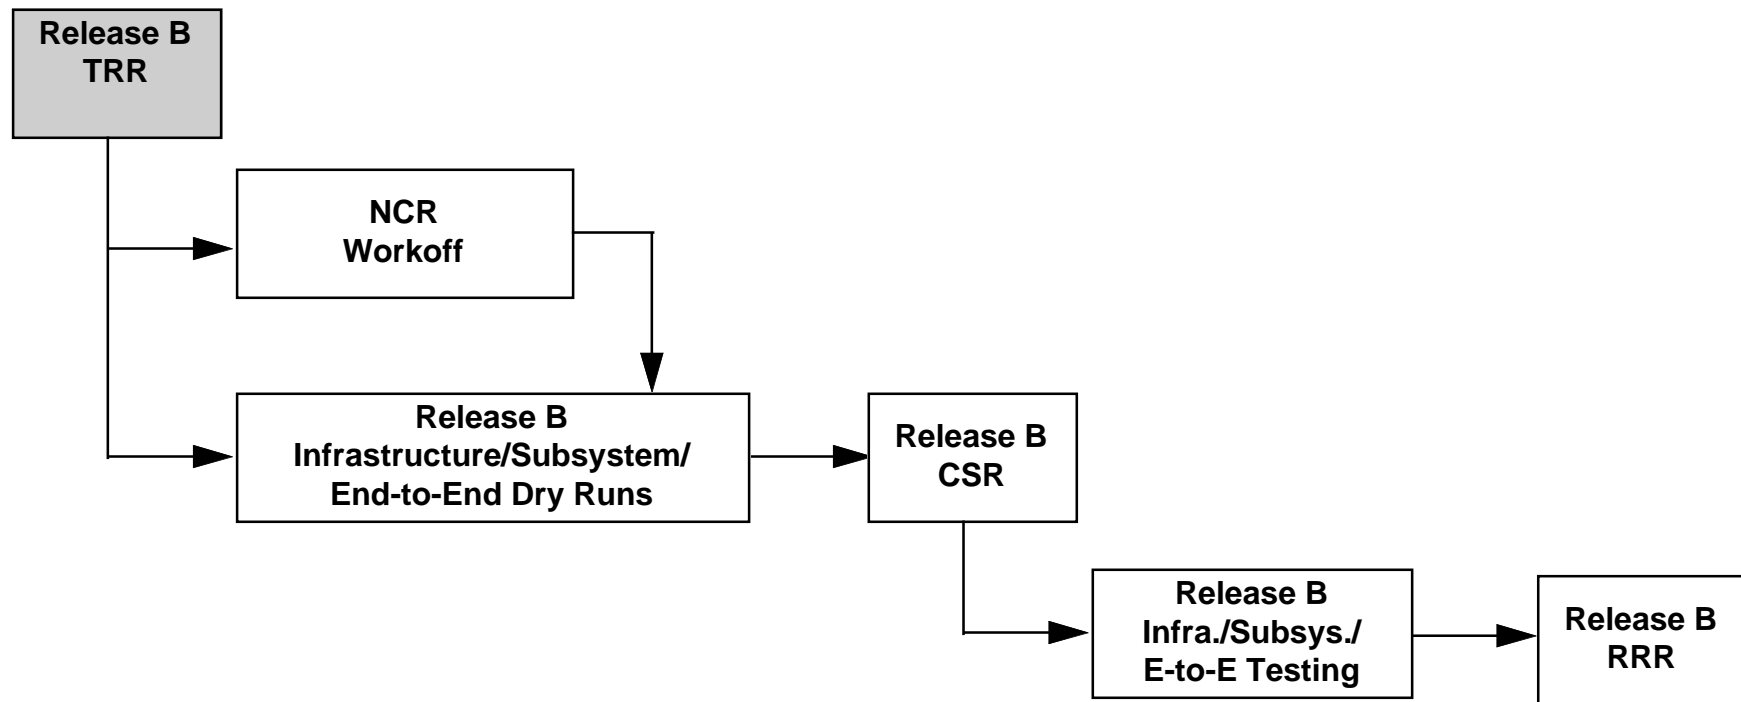 Release B
TRR
NCR
Workoff
Release B
Infrastructure/Subsystem/
End-to-End Dry Runs
Release B
CSR
Release B
Infra./Subsys./
E-to-E Testing
Release B
RRR